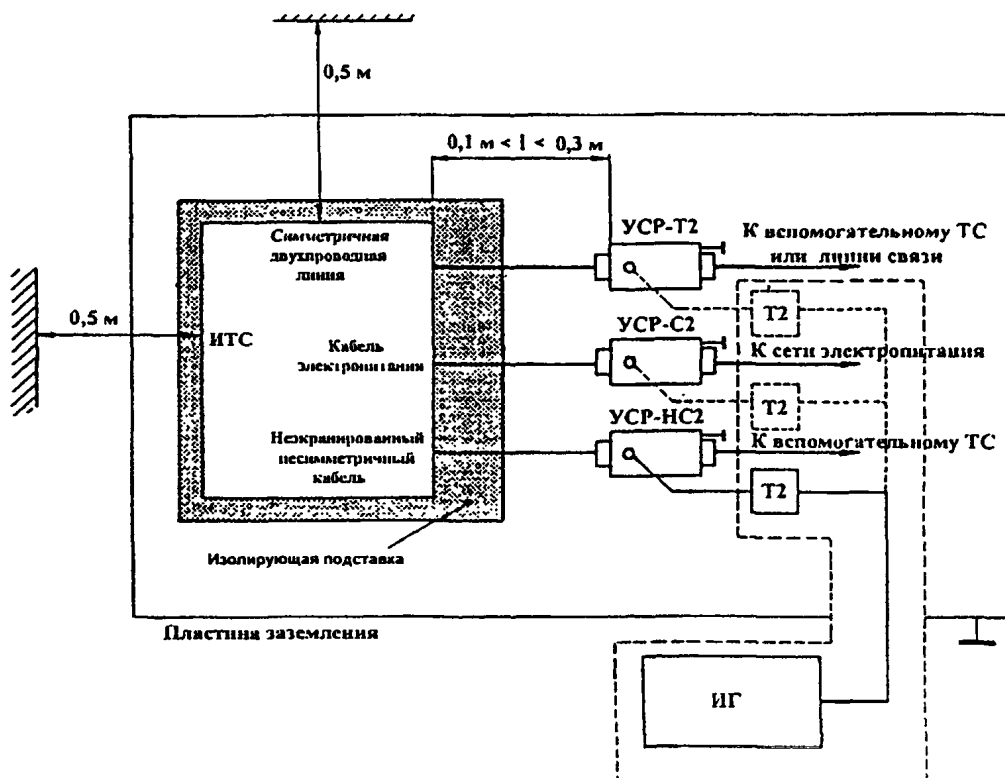 0,5 м
0,1 м < l < 0,3 м
Симметричная
двухпроводная
линия
УСР-Т2
К вспомогательному ТС
или линии связи
Т2
0,5 м
ИТС
УСР-С2
Кабель
электропитания
К сети электропитания
Т2
УСР-НС2
Неэкранированный
несимметричный
кабель
К вспомогательному ТС
Т2
Изолирующая подставка
Пластина заземления
ИГ